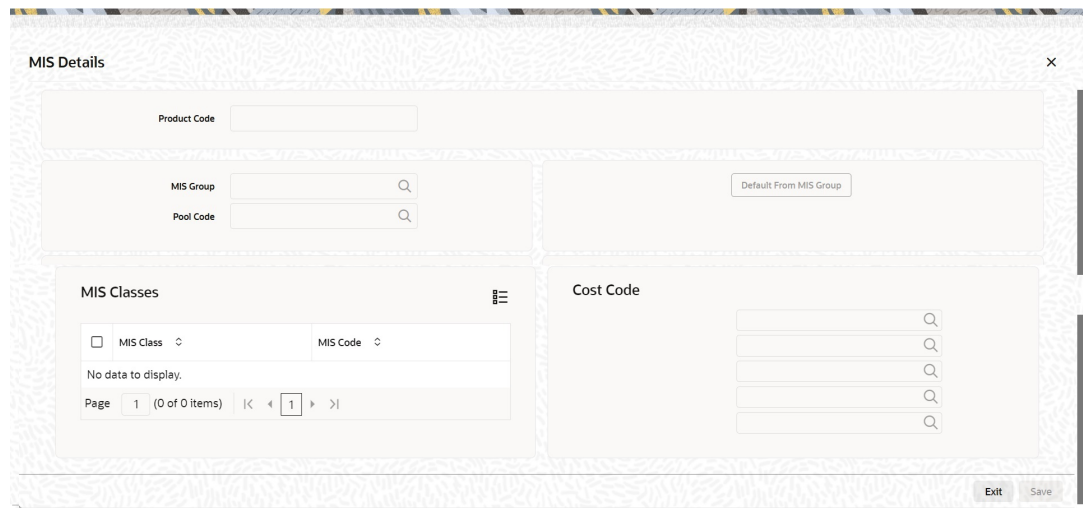 MIS Details
Product Code
MIS Group
Default From MIS Group
Pool Code
MIS Classes
Cost Code
MIS Class MIS Code
No data to display.
Page 1 (0 of 0 items) 1
Exit Save